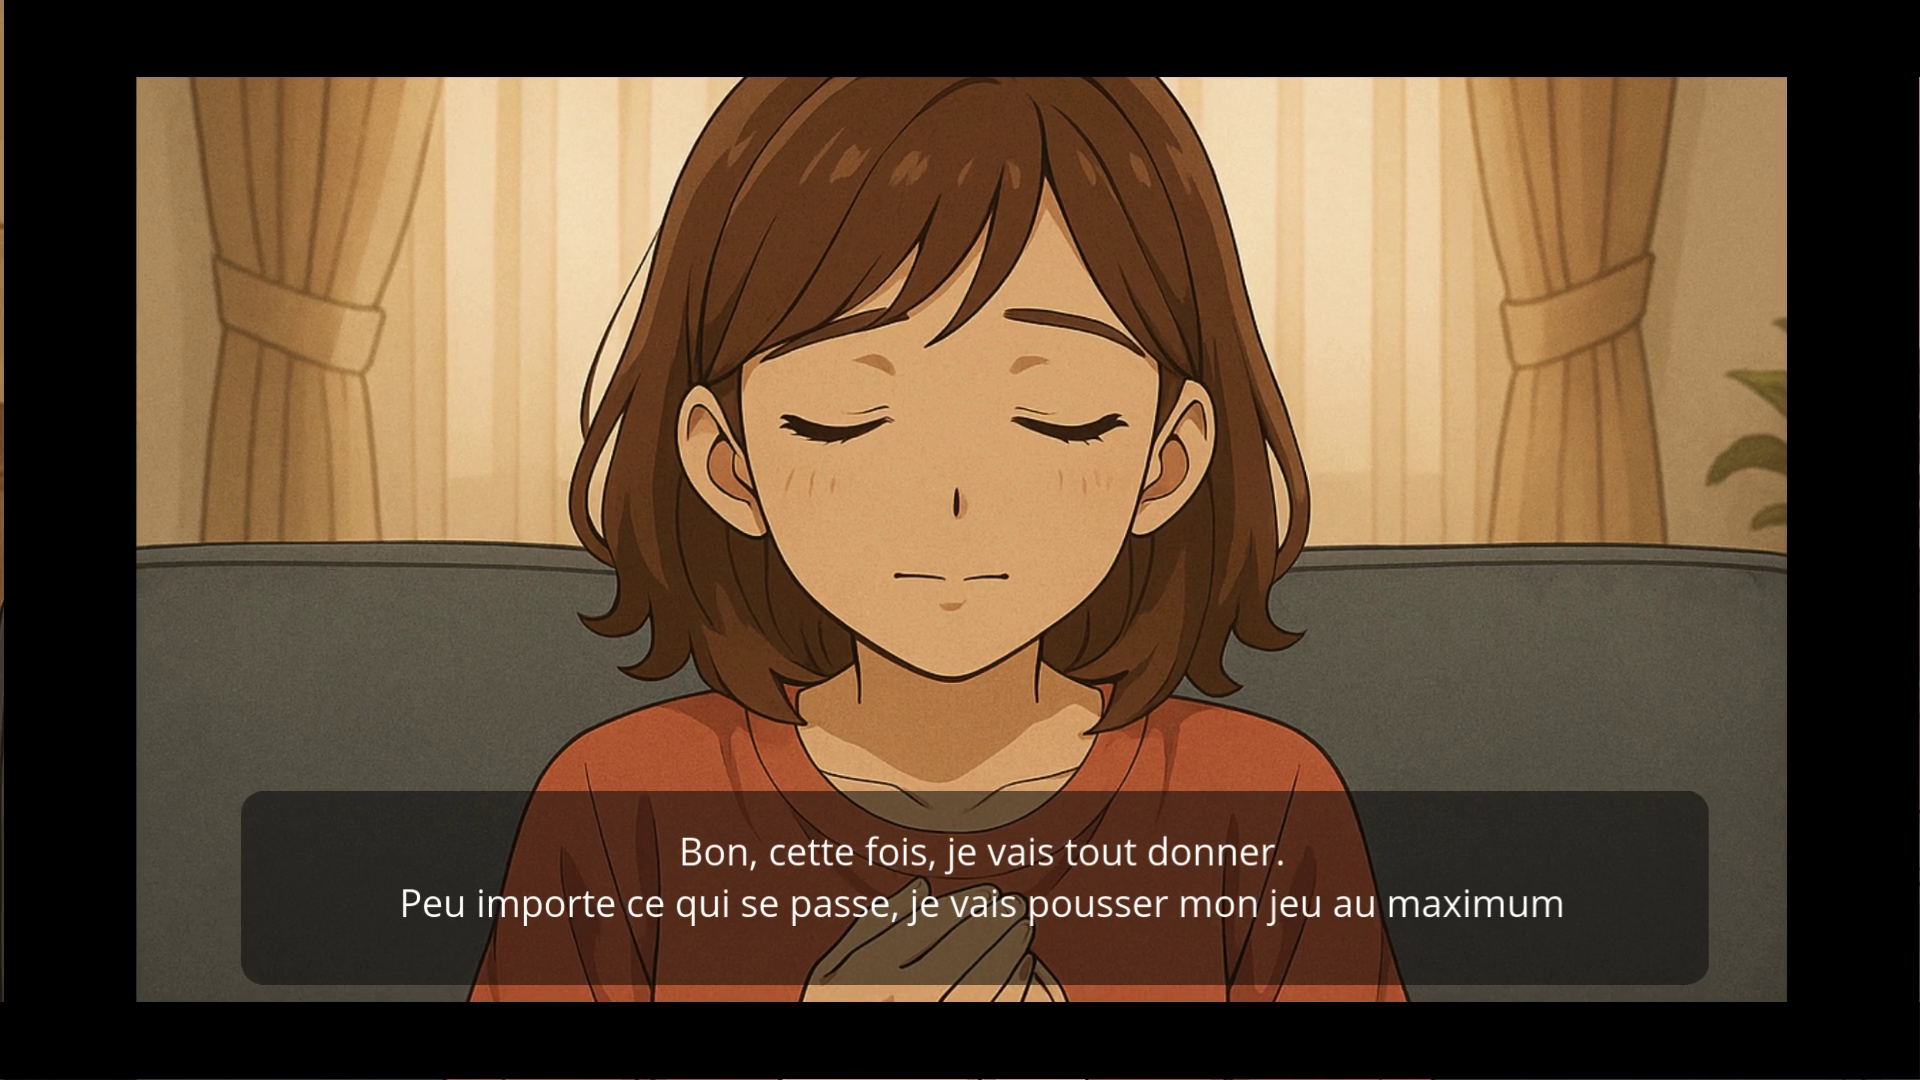 Bon, cette fois, je vais tout donner.
Peu importe ce qui se passe, je vais pousser mon jeu au maximum